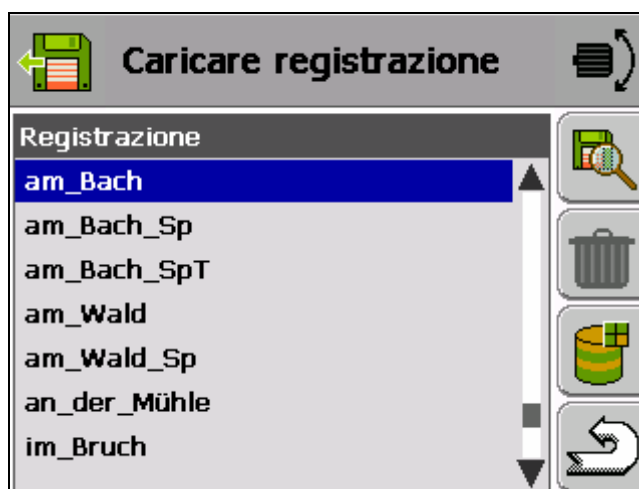 Caricare registrazione
Registrazione
am_Bach
am_Bach_Sp
am_Bach_SpT
am_Wald
am_Wald_Sp
an_der_Mühle
im_Bruch